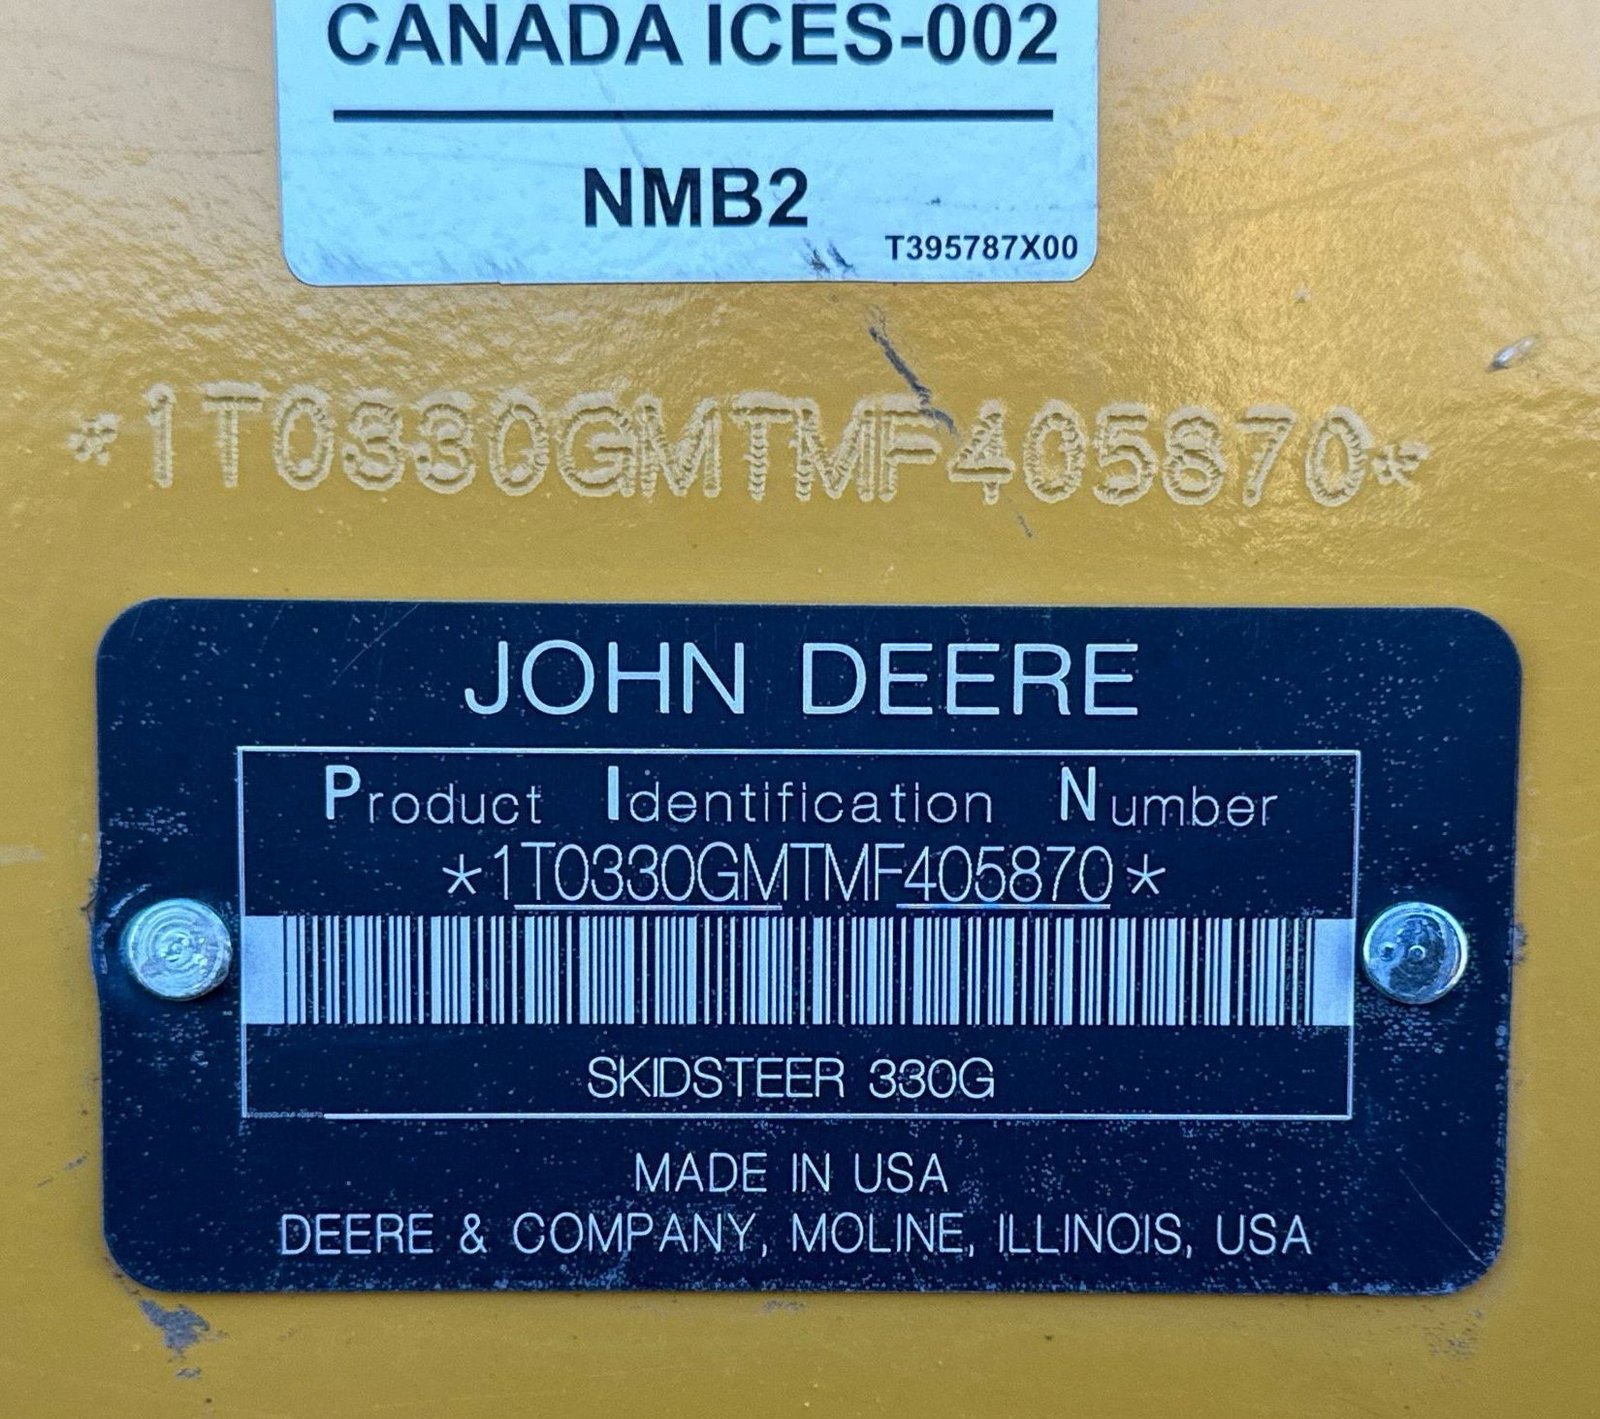 CANADA ICES-002
NMB2
T395787X00
*1T0330GMTMF405870*
JOHN DEERE
Product Identification Number
*1T0330GMTMF405870*
SKIDSTEER 330G
MADE IN USA
DEERE & COMPANY, MOLINE, ILLINOIS, USA